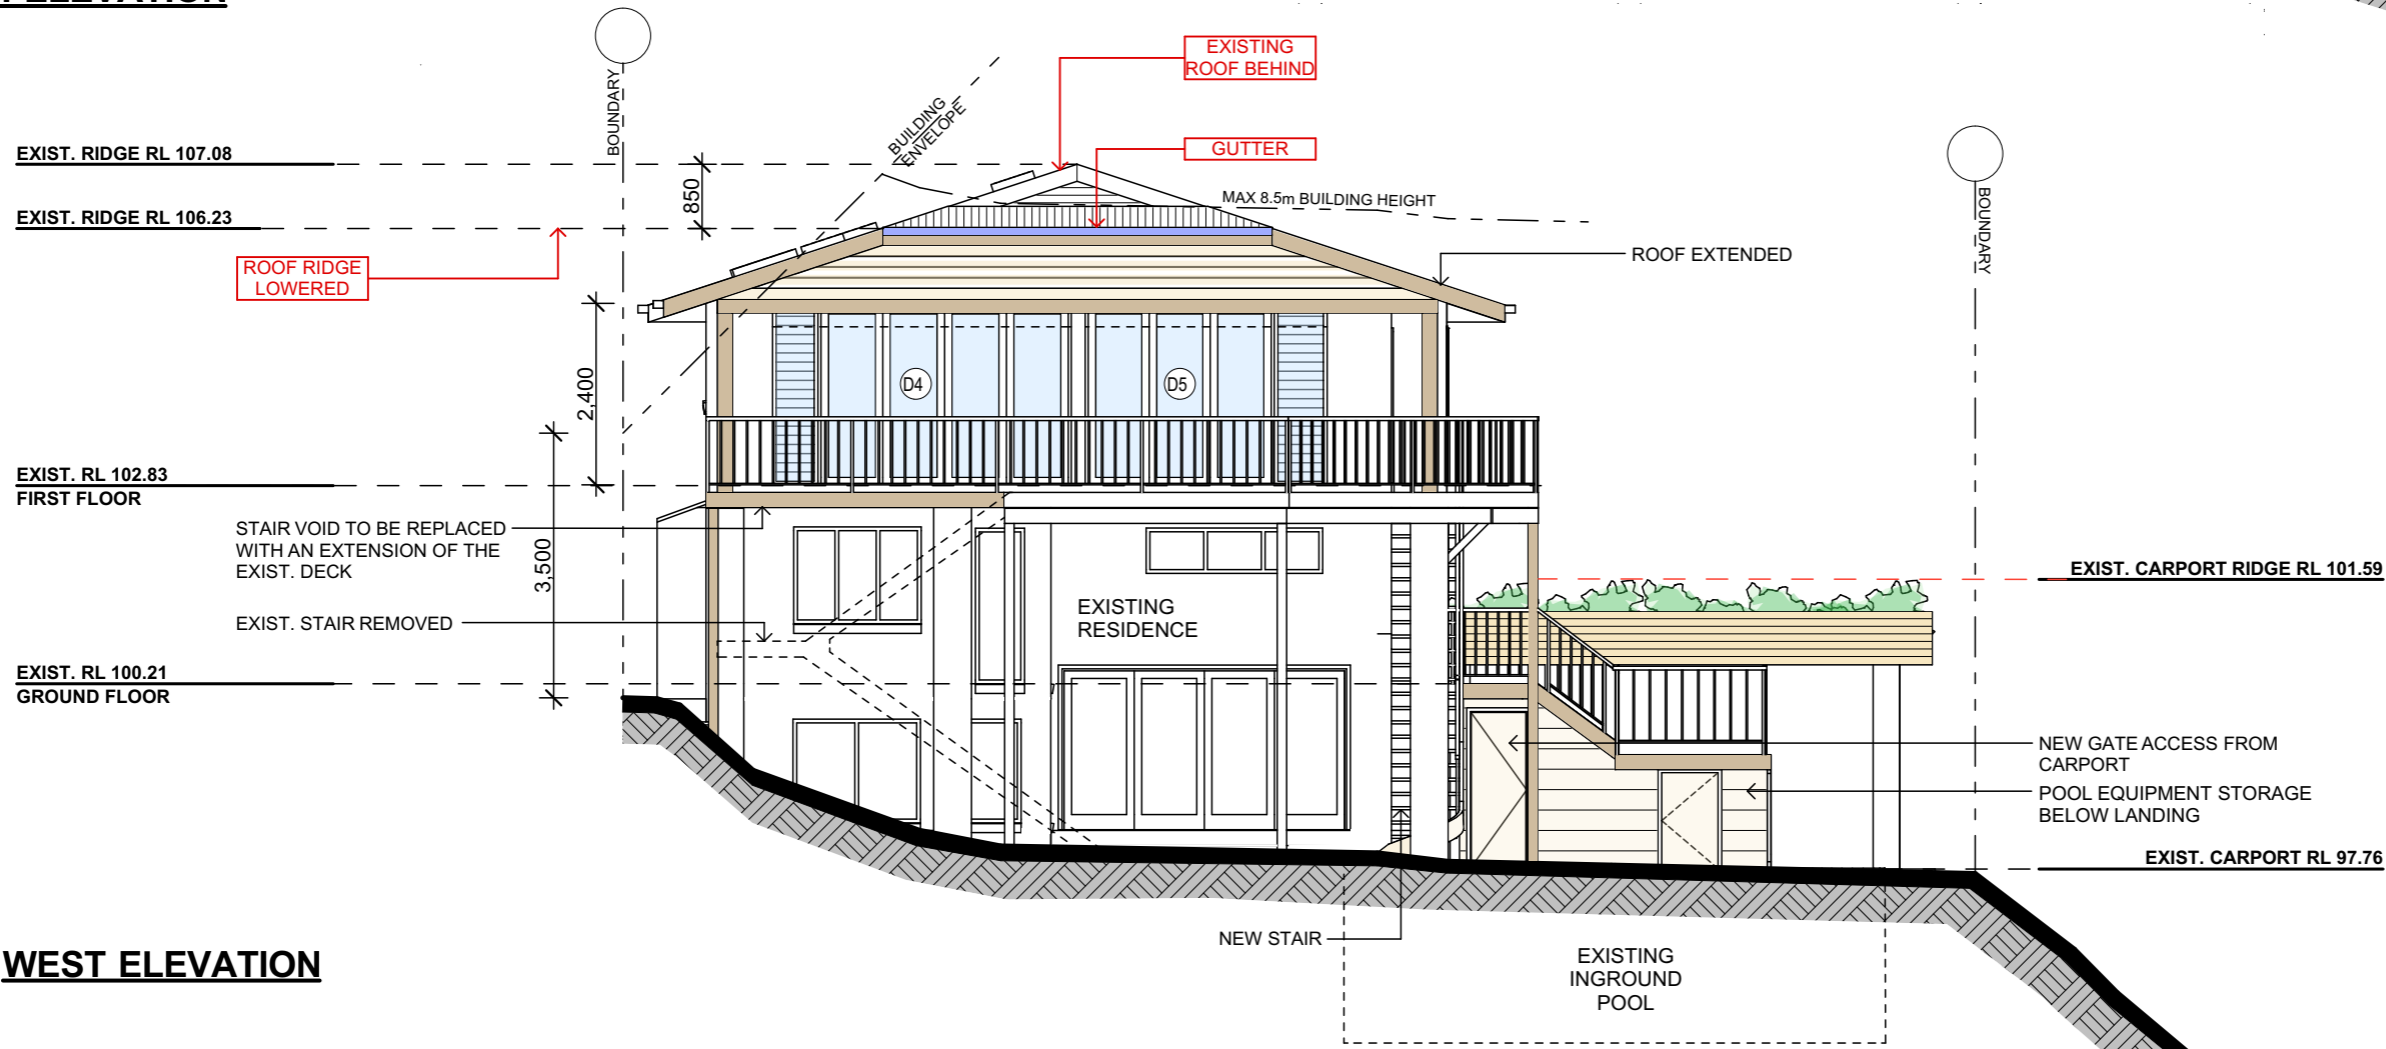 BOUNDARY
BUILDING
ENVELOPE
EXISTING
ROOF BEHIND
GUTTER
EXIST. RIDGE RL 107.08
850
EXIST. RIDGE RL 106.23
MAX 8.5m BUILDING HEIGHT
BOUNDARY
ROOF EXTENDED
ROOF RIDGE
LOWERED
2,400
D4
D5
EXIST. RL 102.83
FIRST FLOOR
STAIR VOID TO BE REPLACED
WITH AN EXTENSION OF THE
EXIST. DECK
3,500
EXIST. CARPORT RIDGE RL 101.59
EXIST. STAIR REMOVED
EXISTING
RESIDENCE
EXIST. RL 100.21
GROUND FLOOR
NEW GATE ACCESS FROM
CARPORT
POOL EQUIPMENT STORAGE
BELOW LANDING
EXIST. CARPORT RL 97.76
NEW STAIR
EXISTING
INGROUND
POOL
WEST ELEVATION